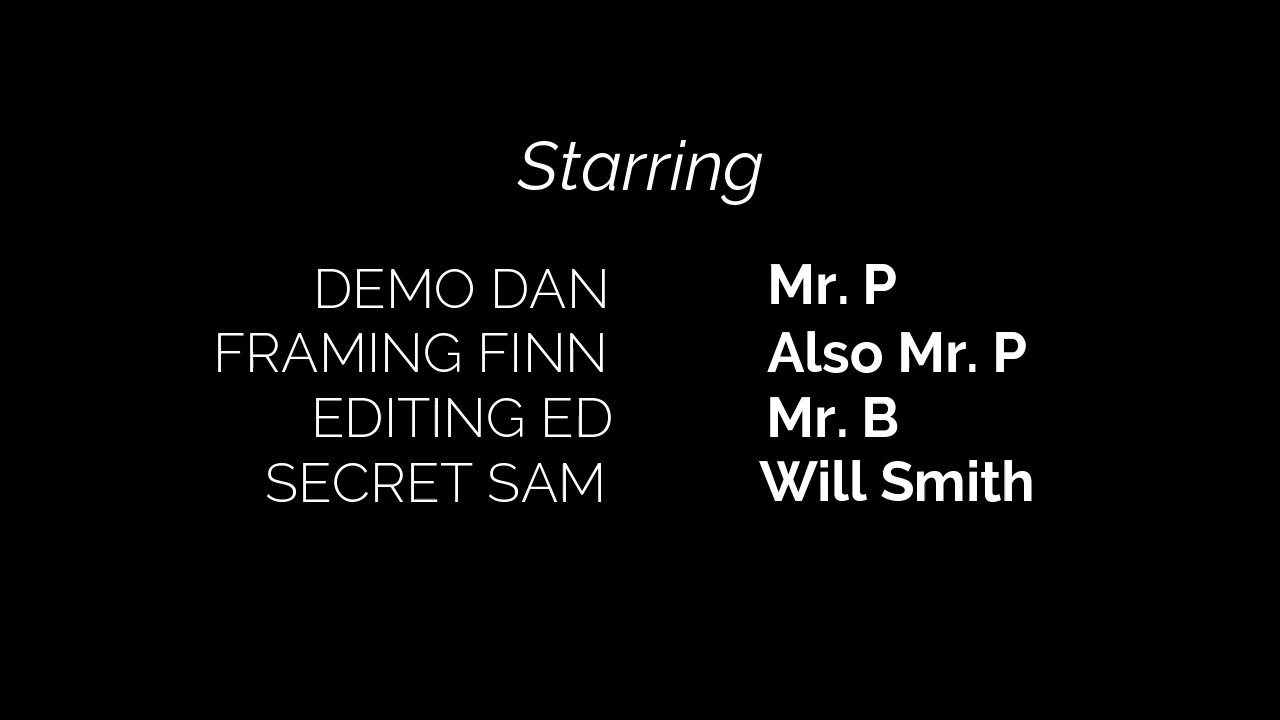 Starring
DEMO DAN Mr. P
FRAMING FINN Also Mr. P
EDITING ED Mr. B
SECRET SAM Will Smith